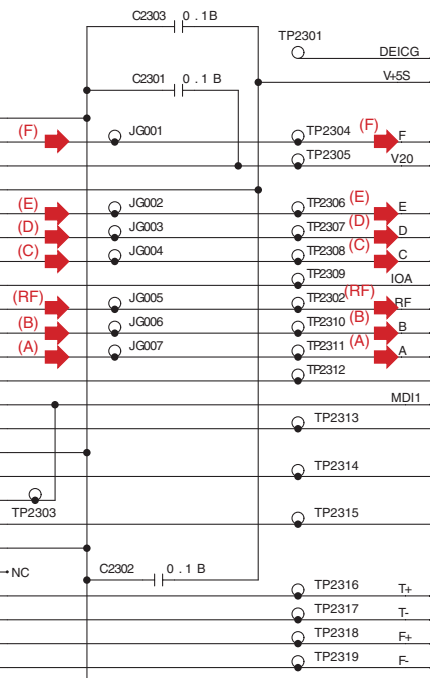 C2303 0.1B
TP2301
DEICG
C2301 0.1 B
V+5S
(F) JG001 TP2304 (F) F
TP2305 V20
(E) JG002 TP2306 (E) E
(D) JG003 TP2307 (D) D
(C) JG004 TP2308 (C) C
TP2309 IOA
(RF) JG005 TP2302 (RF) RF
(B) JG006 TP2310 (B) B
(A) JG007 TP2311 (A) A
TP2312
MDI1
TP2313
TP2314
TP2303 TP2315
C2302 0.1 B
NC
TP2316 T+
TP2317 T-
TP2318 F+
TP2319 F-